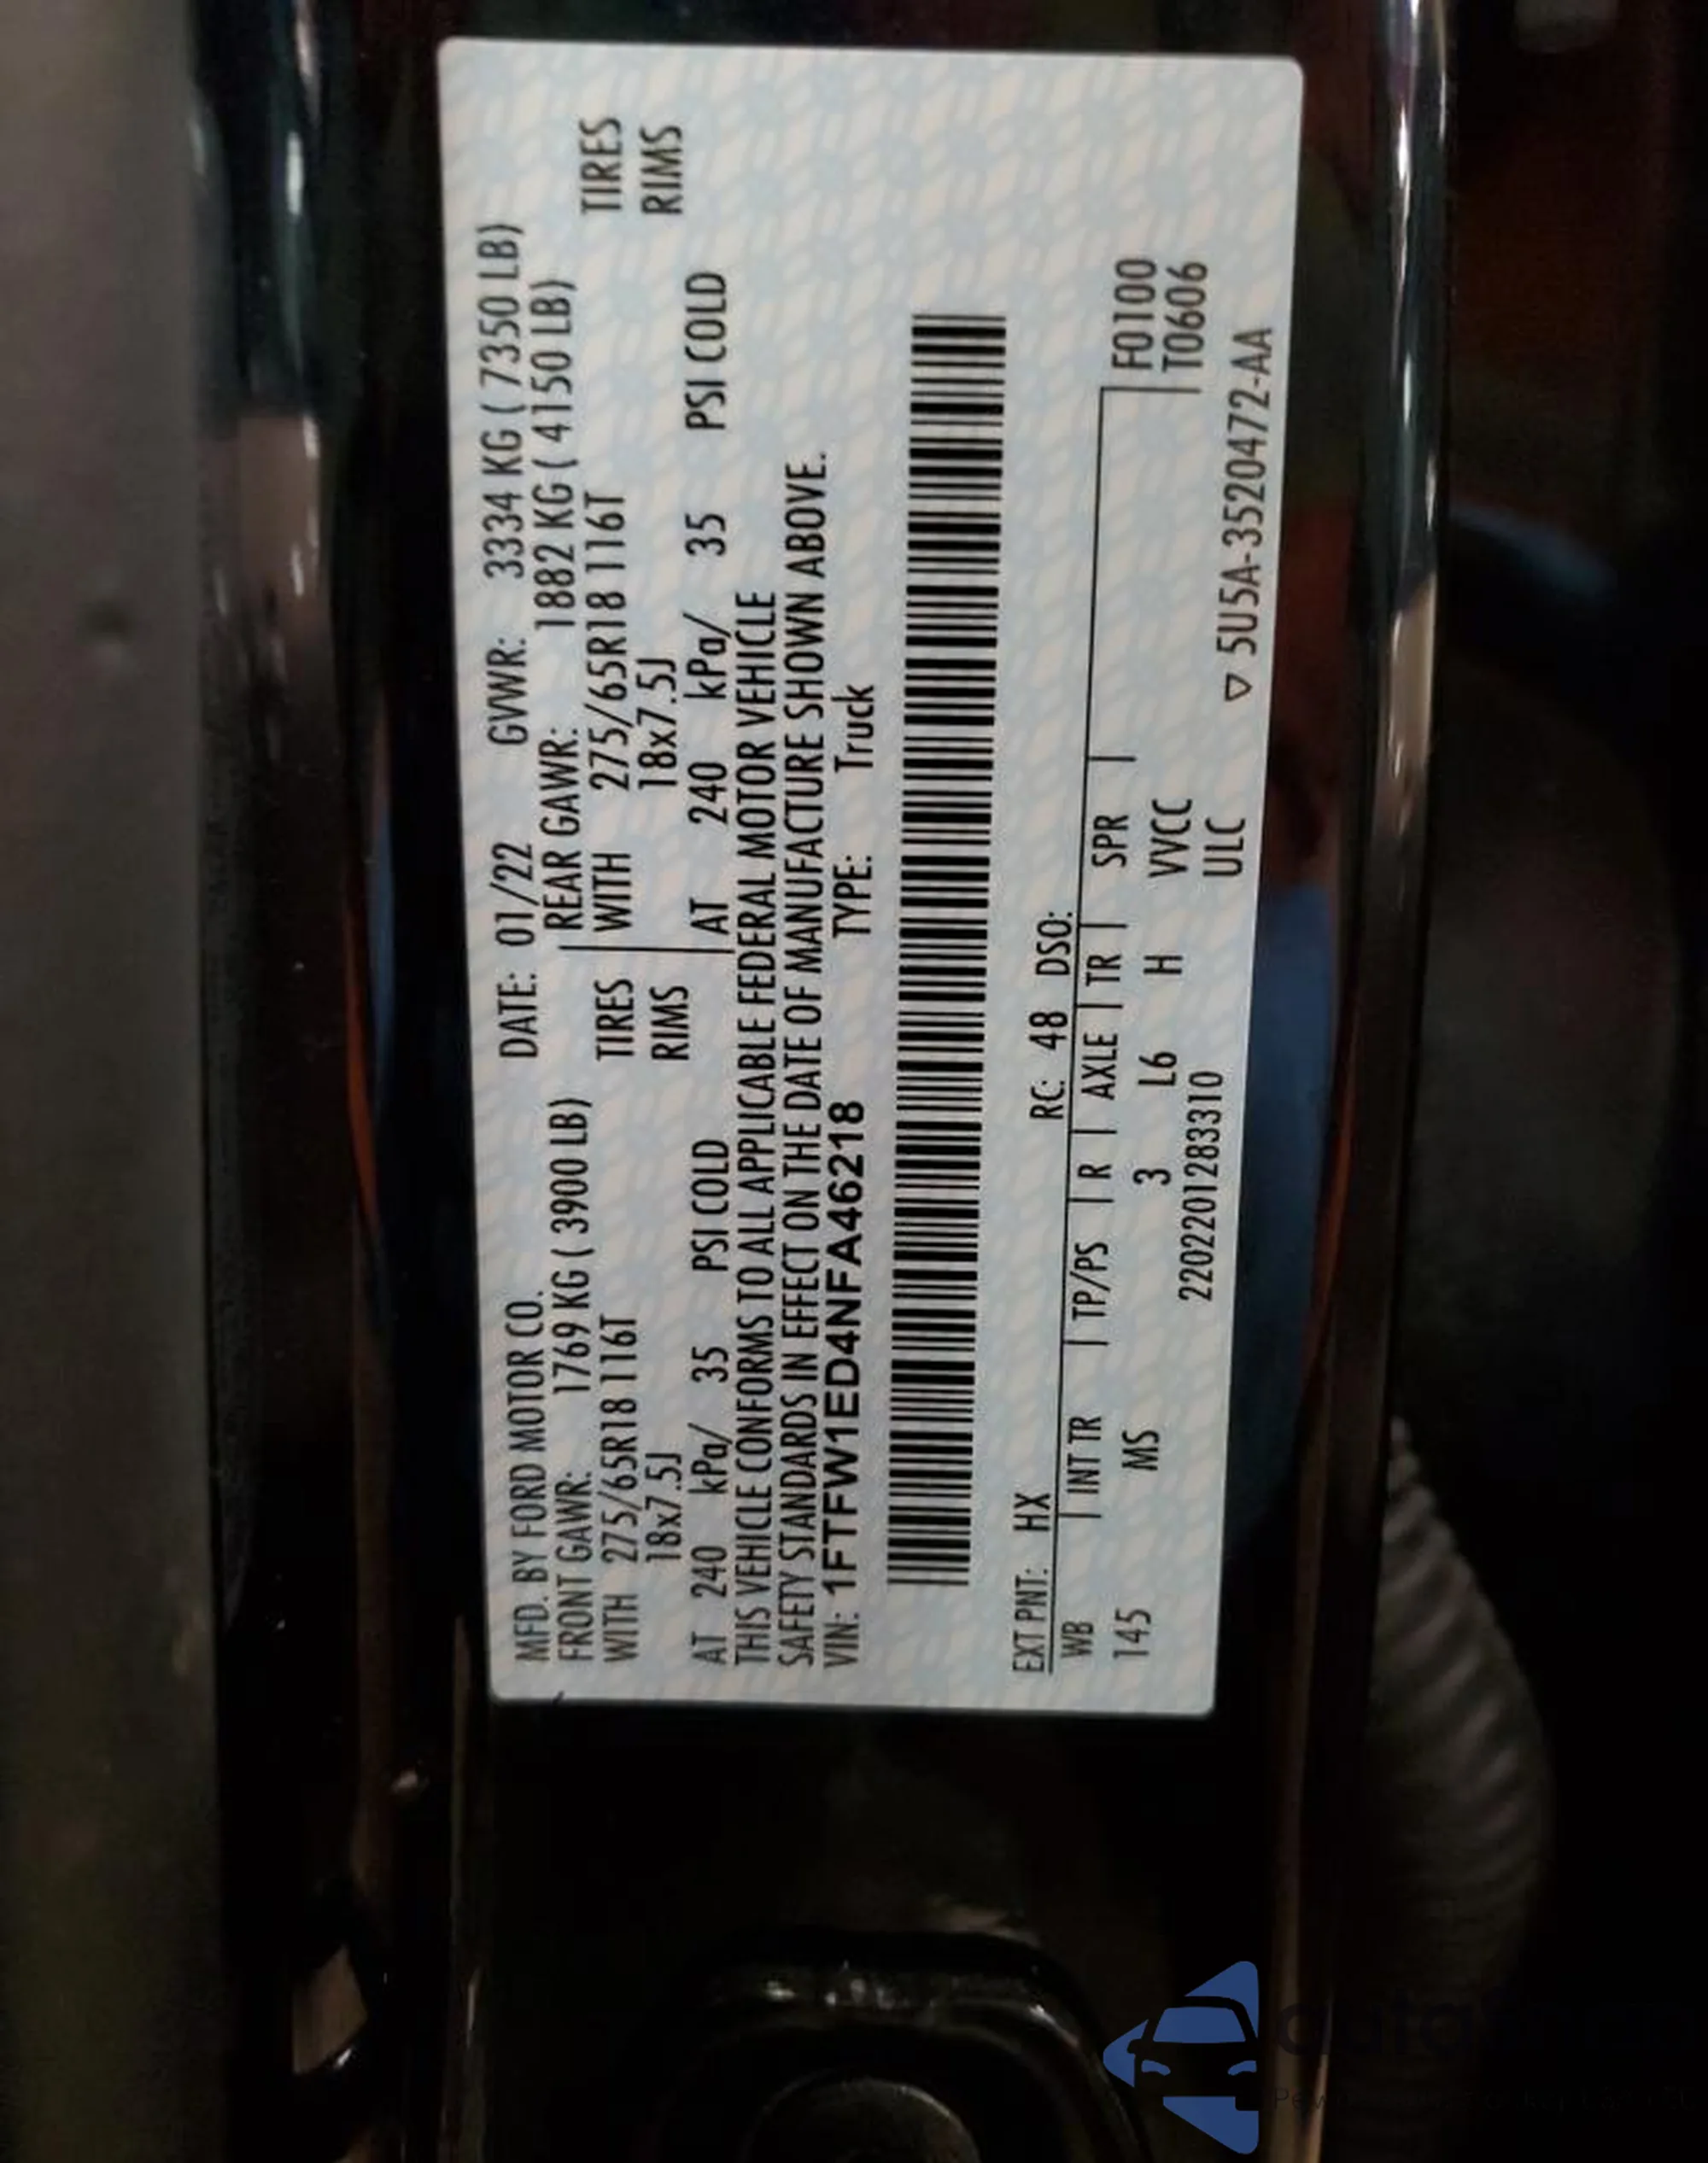 MFD. BY FORD MOTOR CO. DATE: 01/22 GVWR: 3334 KG ( 7350 LB)
FRONT GAWR: 1769 KG ( 3900 LB) REAR GAWR: 1882 KG ( 4150 LB)
WITH 275/65R18 116T TIRES WITH 275/65R18 116T TIRES
18x7.5J RIMS 18x7.5J RIMS
AT 240 kPa/ 35 PSI COLD AT 240 kPa/ 35 PSI COLD
THIS VEHICLE CONFORMS TO ALL APPLICABLE FEDERAL MOTOR VEHICLE
SAFETY STANDARDS IN EFFECT ON THE DATE OF MANUFACTURE SHOWN ABOVE.
VIN: 1FTFW1ED4NFA46218 TYPE: Truck
EXT PNT: HX RC: 48 DSO:
WB INT TR TP/PS R AXLE TR SPR F0100
145 MS 3 L6 H VVCC T0606
2202201283310 ULC ▽ 5U5A-3520472-AA